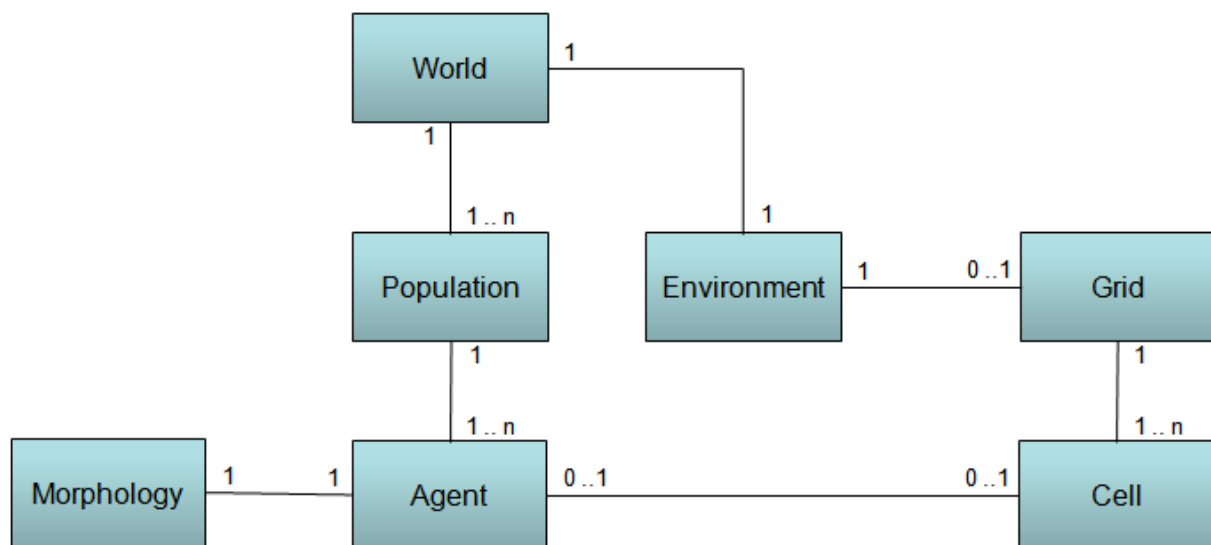 World
1
1
1 .. n
1
Population
Environment
1
0 ..1
Grid
1
1
1 .. n
1 .. n
Morphology
1
1
Agent
0 ..1
0 ..1
Cell